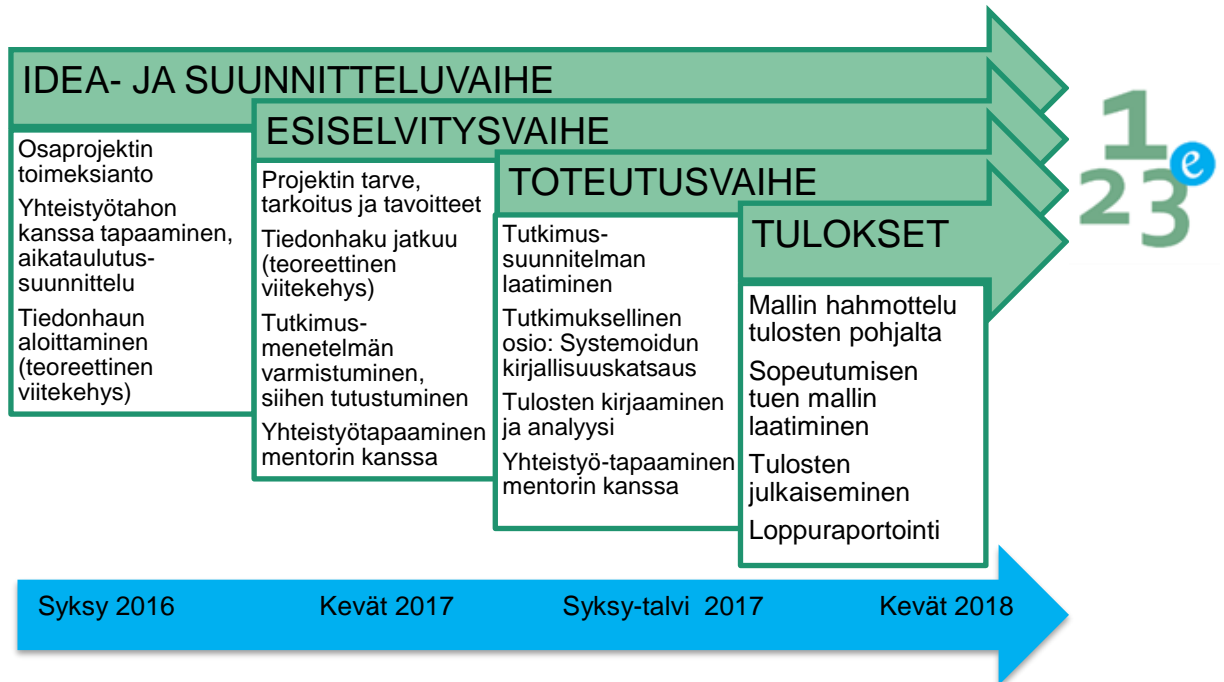 IDEA- JA SUUNNITTELUVAIHE
Osaprojektin
toimeksianto
Yhteistyötahon
kanssa tapaaminen,
aikataulutus-
suunnittelu
Tiedonhaun
aloittaminen
(teoreettinen
viitekehys)
ESISELVITYSVAIHE
Projektin tarve,
tarkoitus ja tavoitteet
Tiedonhaku jatkuu
(teoreettinen
viitekehys)
Tutkimus-
menetelmän
varmistuminen,
siihen tutustuminen
Yhteistyötapaaminen
mentorin kanssa
TOTEUTUSVAIHE
Tutkimus-
suunnitelman
laatiminen
Tutkimuksellinen
osio: Systemoidun
kirjallisuuskatsaus
Tulosten kirjaaminen
ja analyysi
Yhteistyö-tapaaminen
mentorin kanssa
TULOKSET
Mallin hahmottelu
tulosten pohjalta
Sopeutumisen
tuen mallin
laatiminen
Tulosten
julkaiseminen
Loppuraportointi
1
23 e
Syksy 2016 Kevät 2017 Syksy-talvi 2017 Kevät 2018